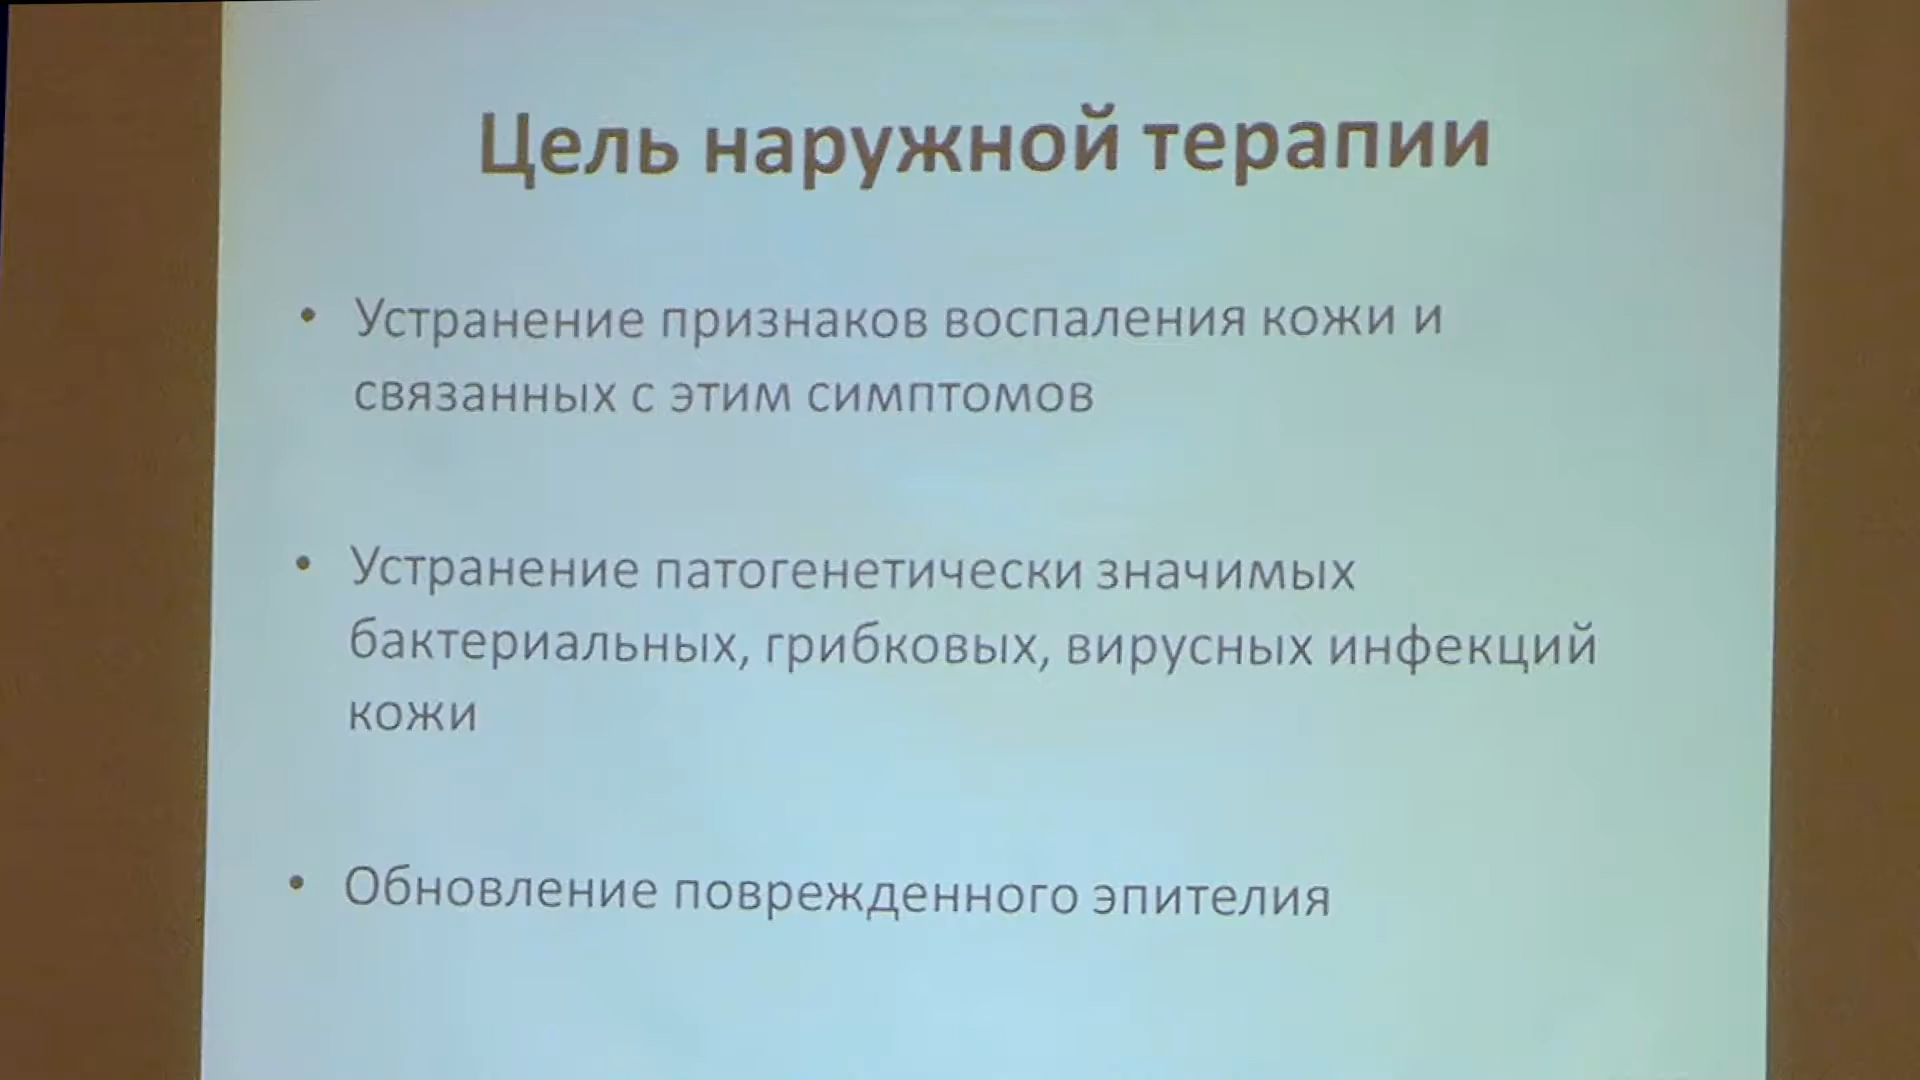 Цель наружной терапии
• Устранение признаков воспаления кожи и
связанных с этим симптомов
• Устранение патогенетически значимых
бактериальных, грибковых, вирусных инфекций
кожи
• Обновление поврежденного эпителия